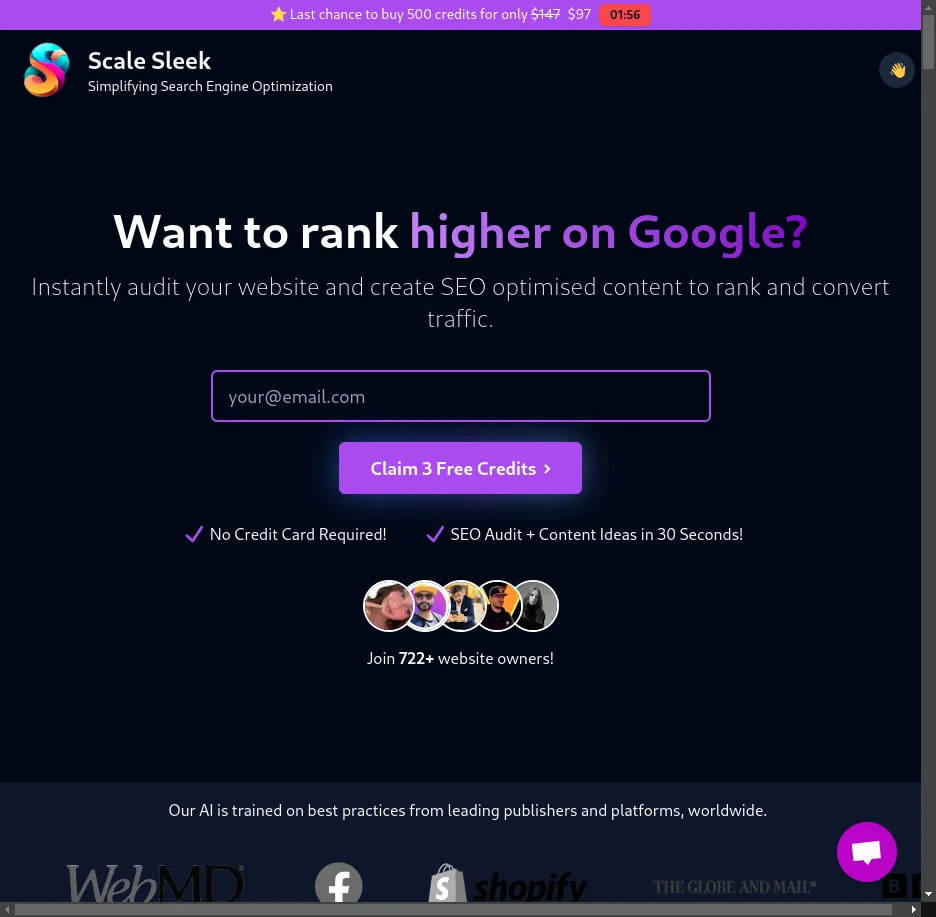 ⭐ Last chance to buy 500 credits for only $147 $97 01:56
Scale Sleek
Simplifying Search Engine Optimization
👋
Want to rank higher on Google?
Instantly audit your website and create SEO optimised content to rank and convert
traffic.
your@email.com
Claim 3 Free Credits ›
No Credit Card Required! SEO Audit + Content Ideas in 30 Seconds!
Join 722+ website owners!
Our AI is trained on best practices from leading publishers and platforms, worldwide.
WebMD shopify THE GLOBE AND MAIL* B